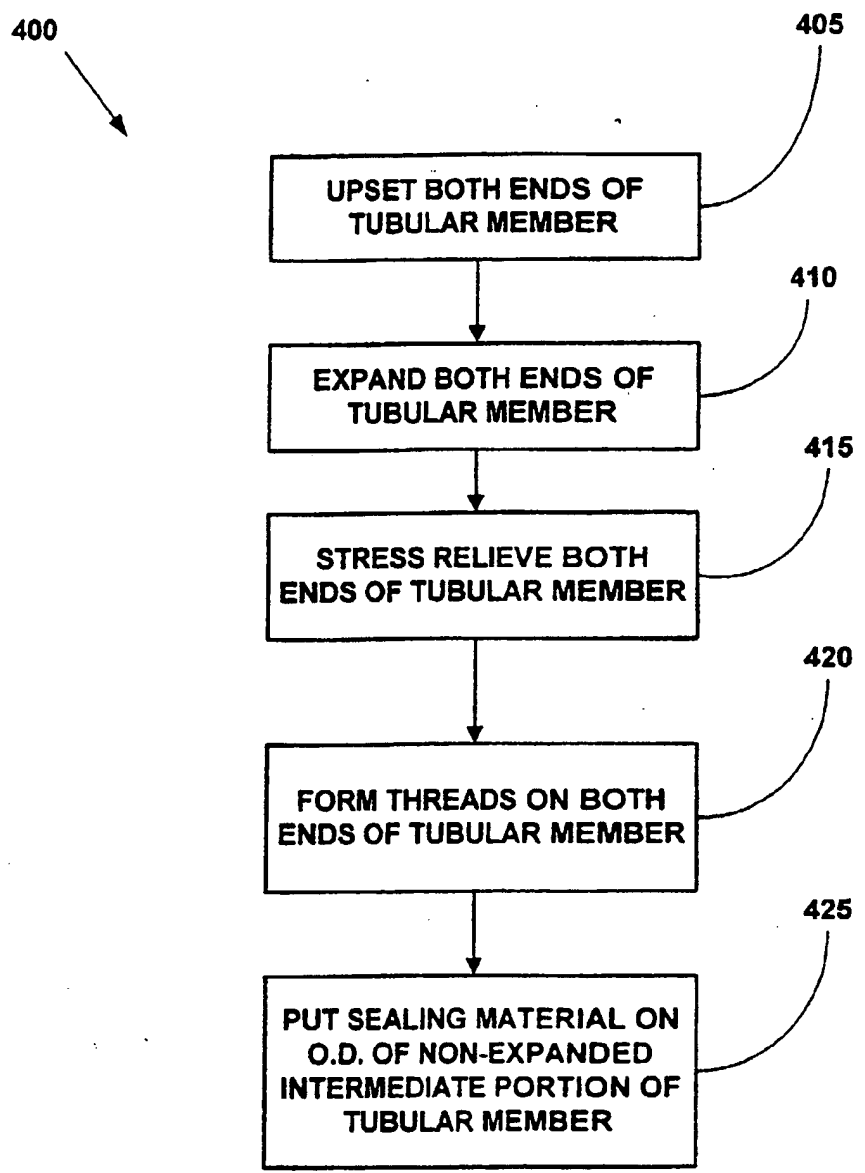 400
405
UPSET BOTH ENDS OF
TUBULAR MEMBER
410
EXPAND BOTH ENDS OF
TUBULAR MEMBER
415
STRESS RELIEVE BOTH
ENDS OF TUBULAR MEMBER
420
FORM THREADS ON BOTH
ENDS OF TUBULAR MEMBER
425
PUT SEALING MATERIAL ON
O.D. OF NON-EXPANDED
INTERMEDIATE PORTION OF
TUBULAR MEMBER